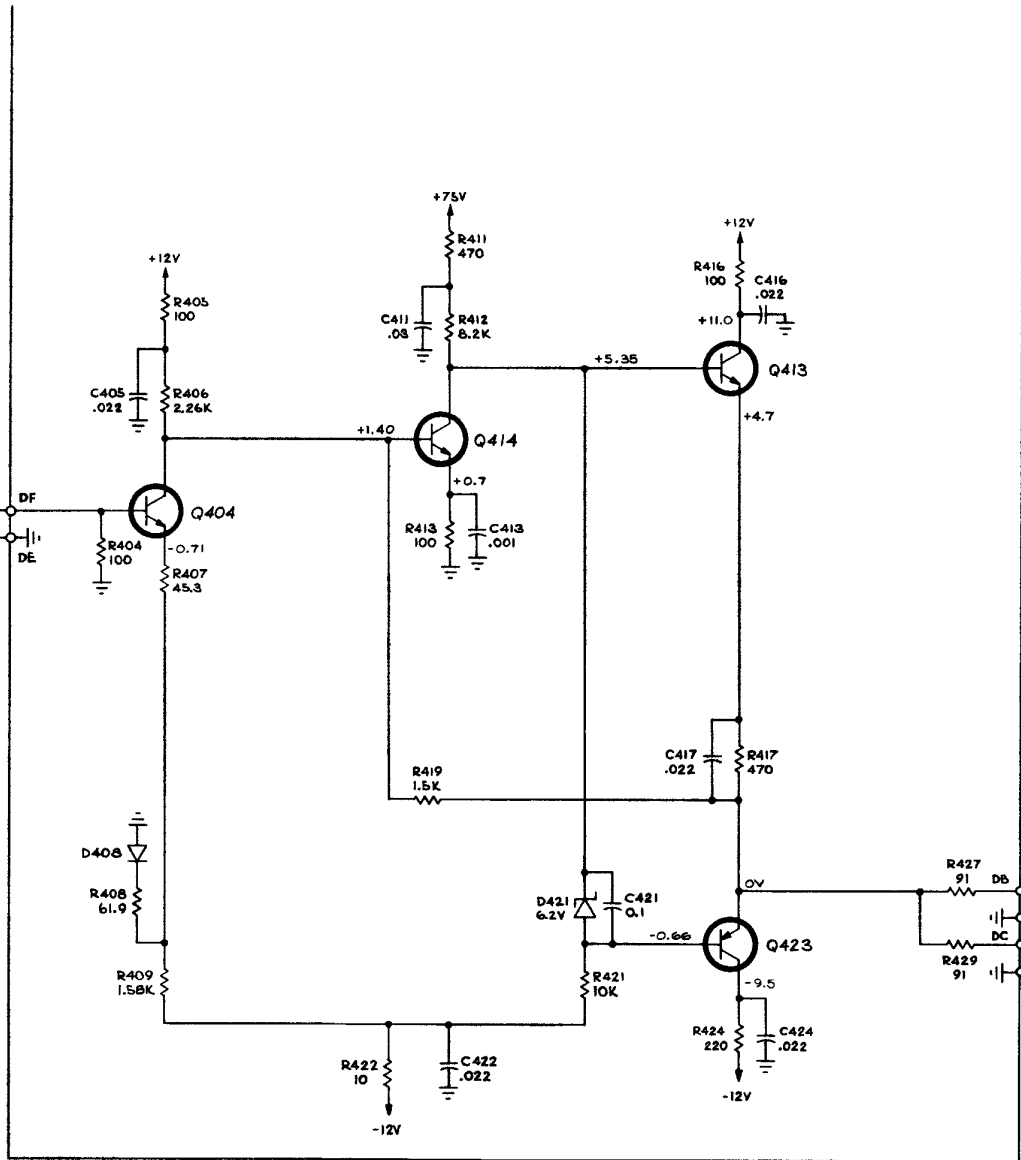 +75V
R411
470
+12V
R416
100
C416
.022
+12V
R405
100
C411
.03
R412
8.2K
+11.0
+5.35
Q413
C405
.022
R406
2.26K
+4.7
+1.40
Q414
+0.7
DF
Q404
R413
100
C413
.001
DE
R404
100
-0.71
R407
45.3
C417
.022
R417
470
R419
1.5K
D408
R408
61.9
D421
6.2V
C421
0.1
0V
R427
91
DB
-0.66
Q423
DC
R429
91
R409
1.58K
R421
10K
-9.5
R422
10
C422
.022
R424
220
C424
.022
-12V
-12V